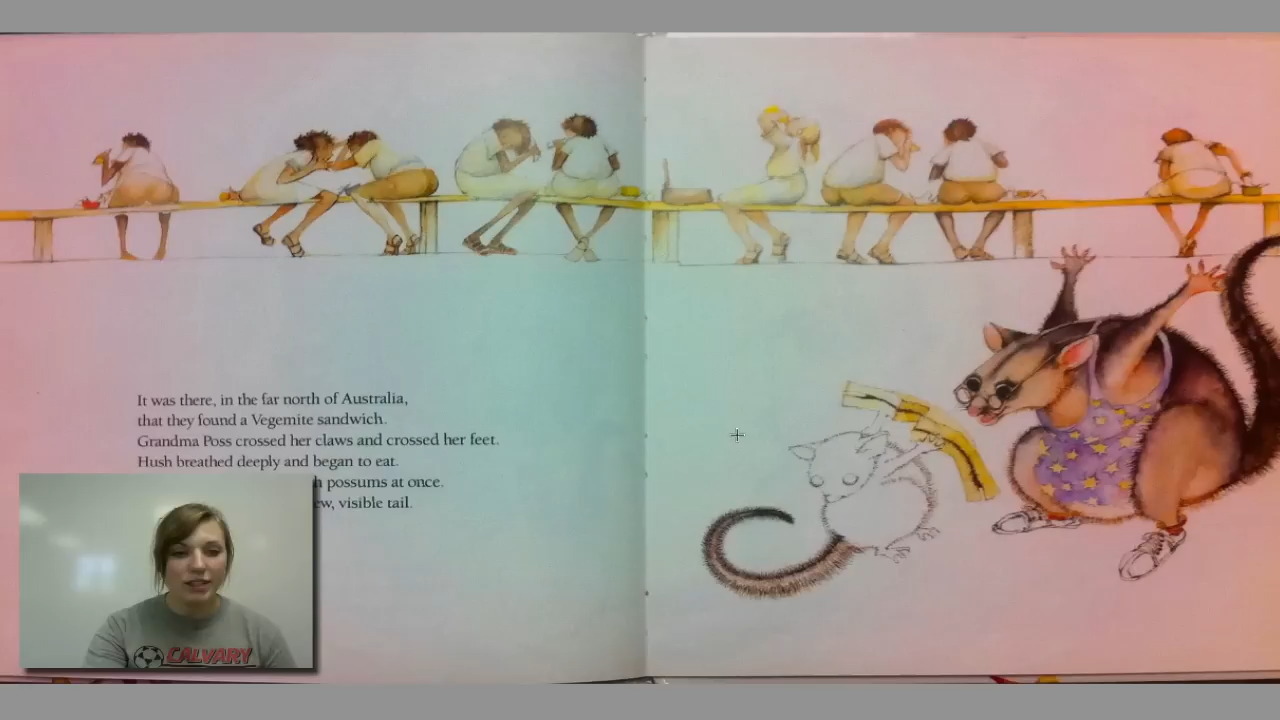 It was there, in the far north of Australia,
that they found a Vegemite sandwich.
Grandma Poss crossed her claws and crossed her feet.
Hush breathed deeply and began to eat.
possums at once.
visible tail.
CALVARY